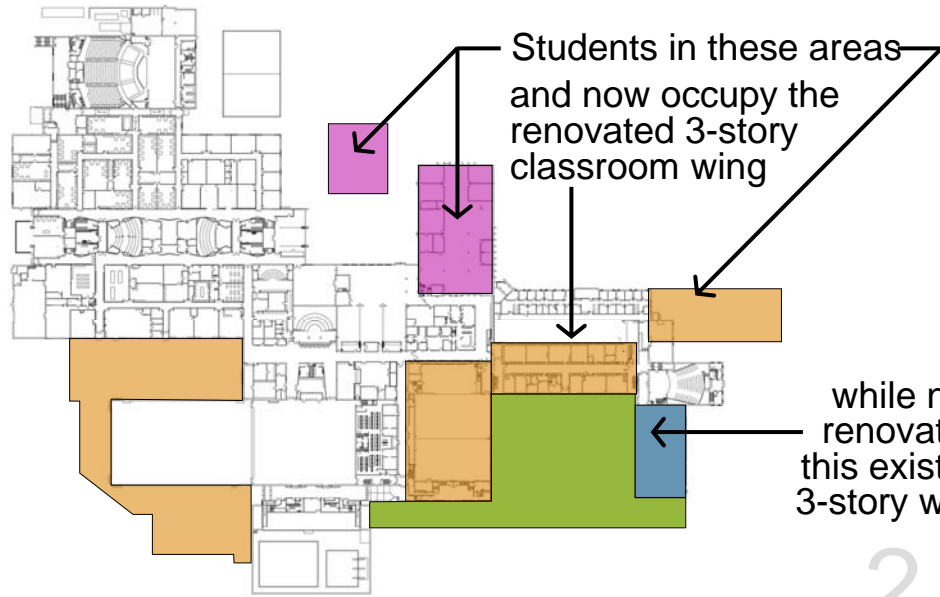 Students in these areas
and now occupy the
renovated 3-story
classroom wing
while
renovat
this exist
3-story
2